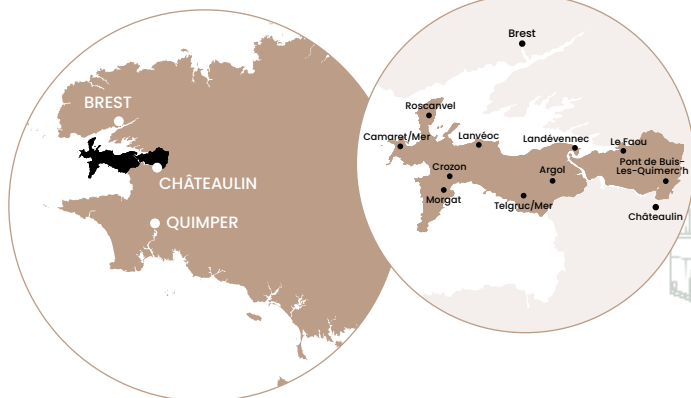 BREST
CHÂTEAULIN
QUIMPER
Brest
Roscanvel
Camaret/Mer
Lanvéoc
Landévennec
Le Faou
Pont de Buis-
Les-Quimerc'h
Crozon
Argol
Morgat
Telgruc/Mer
Châteaulin